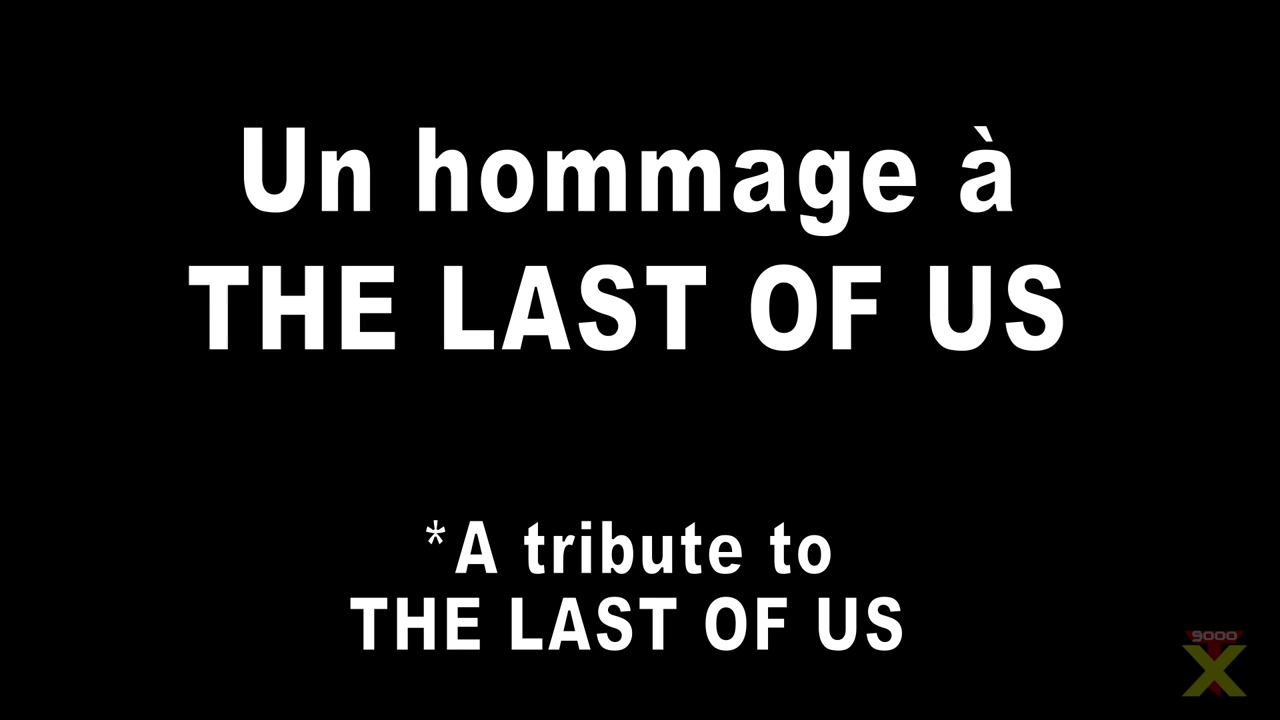 Un hommage à
THE LAST OF US
*A tribute to
THE LAST OF US
9000
X